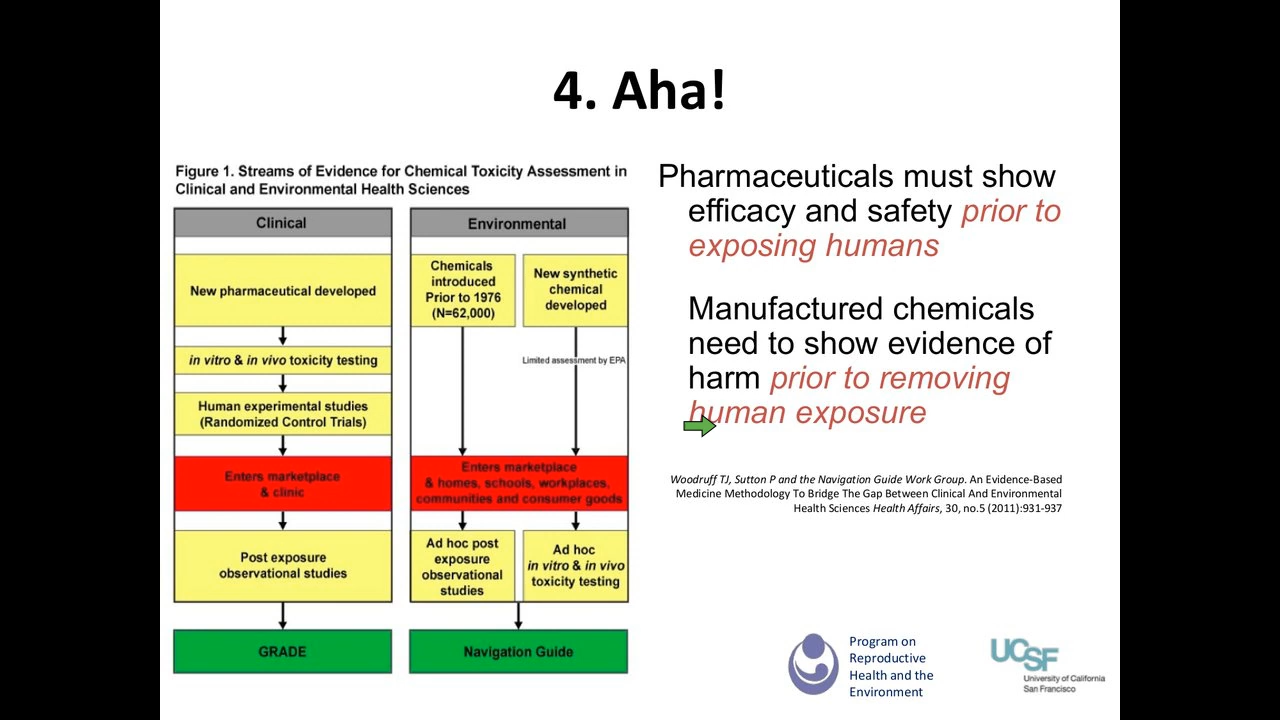 4. Aha!
Figure 1. Streams of Evidence for Chemical Toxicity Assessment in
Clinical and Environmental Health Sciences
Clinical
New pharmaceutical developed
in vitro & in vivo toxicity testing
Human experimental studies
(Randomized Control Trials)
Enters marketplace
& clinic
Post exposure
observational studies
GRADE
Environmental
Chemicals
introduced
Prior to 1976
(N=62,000)
New synthetic
chemical
developed
Limited assessment by EPA
Enters marketplace
& homes, schools, workplaces,
communities and consumer goods
Ad hoc post
exposure
observational
studies
Ad hoc
in vitro & in vivo
toxicity testing
Navigation Guide
Pharmaceuticals must show
efficacy and safety prior to
exposing humans
Manufactured chemicals
need to show evidence of
harm prior to removing
human exposure
Woodruff TJ, Sutton P and the Navigation Guide Work Group. An Evidence-Based
Medicine Methodology To Bridge The Gap Between Clinical And Environmental
Health Sciences Health Affairs, 30, no.5 (2011):931-937
Program on
Reproductive
Health and the
Environment
UCSF
University of California
San Francisco